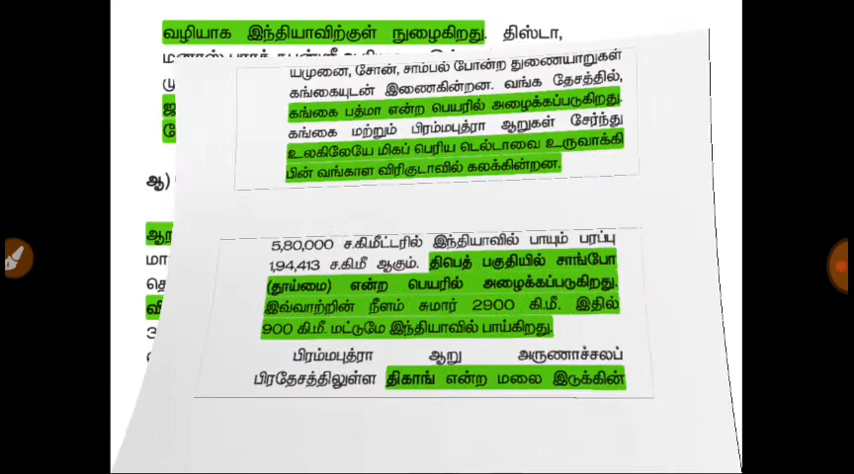 வழியாக இந்தியாவிற்குள் நுழைகிறது. திஸ்டா,
யமுனை, சோன், சாம்பல் போன்ற துணையாறுகள்
கங்கையுடன் இணைகின்றன. வங்க தேசத்தில்,
கங்கை பத்மா என்ற பெயரில் அழைக்கப்படுகிறது.
கங்கை மற்றும் பிரம்மபுத்ரா ஆறுகள் சேர்ந்து
உலகிலேயே மிகப் பெரிய டெல்டாவை உருவாக்கி
பின் வங்காள விரிகுடாவில் கலக்கின்றன.
ஆ)
5,80,000 ச.கி.மீட்டரில் இந்தியாவில் பாயும் பரப்பு
1,94,413 ச.கி.மீ ஆகும். திபெத் பகுதியில் சாங்போ
(தூய்மை) என்ற பெயரில் அழைக்கப்படுகிறது.
இவ்வாற்றின் நீளம் சுமார் 2900 கி.மீ. இதில்
900 கி.மீ. மட்டுமே இந்தியாவில் பாய்கிறது.
பிரம்மபுத்ரா ஆறு அருணாச்சலப்
பிரதேசத்திலுள்ள திகாங் என்ற மலை இடுக்கின்